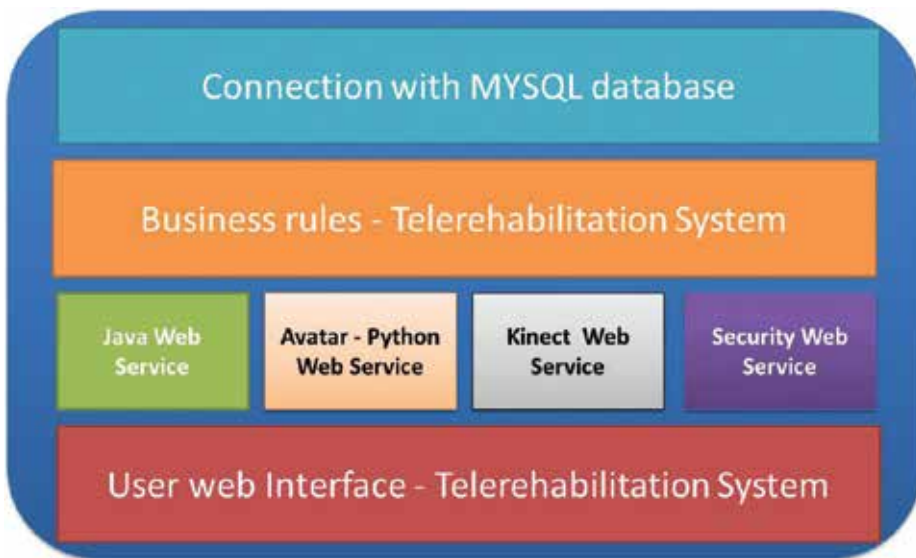 Connection with MYSQL database
Business rules - Telerehabilitation System
Java Web
Service
Avatar - Python
Web Service
Kinect Web
Service
Security Web
Service
User web Interface - Telerehabilitation System